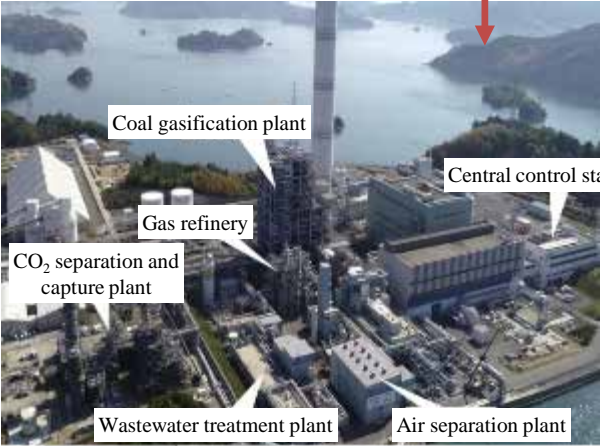 Coal gasification plant
Central control sta
Gas refinery
CO₂ separation and
capture plant
Wastewater treatment plant
Air separation plant